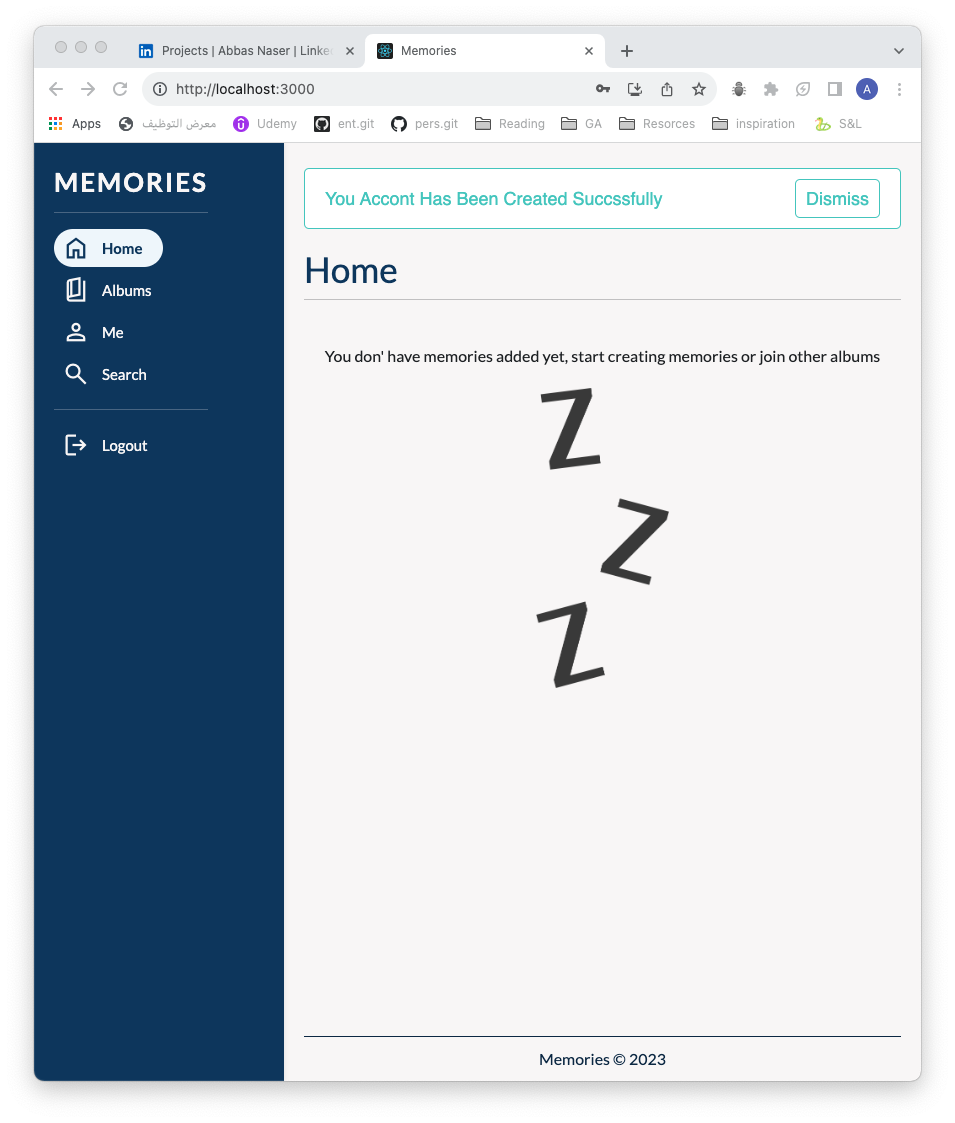 Projects | Abbas Naser | Linke
Memories
http://localhost:3000
A
Apps
معرض التوظيف
Udemy
ent.git
pers.git
Reading
GA
Resorces
inspiration
S&L
MEMORIES
Home
Albums
Me
Search
Logout
You Accont Has Been Created Succssfully
Dismiss
Home
You don' have memories added yet, start creating memories or join other albums
Z
Z
Z
Memories © 2023